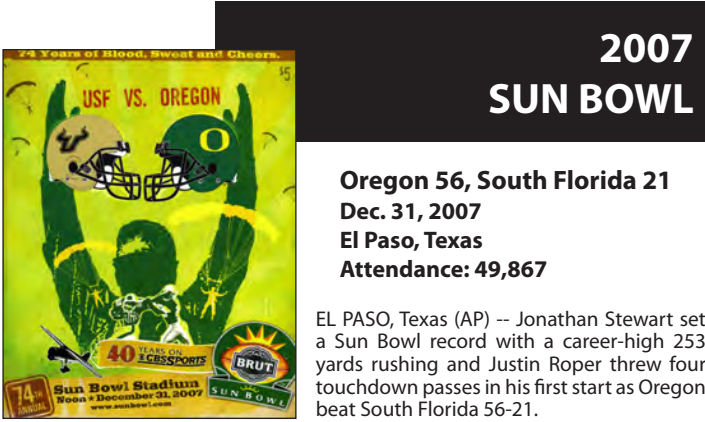 2007
SUN BOWL
74 Years of Blood, Sweat and Cheers.
$5
USF VS. OREGON
O
40 YEARS ON
CBS SPORTS
BRUT
SUN BOWL
74TH
ANNUAL
Sun Bowl Stadium
Noon ★ December 31, 2007
www.sunbowl.com
Oregon 56, South Florida 21
Dec. 31, 2007
El Paso, Texas
Attendance: 49,867
EL PASO, Texas (AP) -- Jonathan Stewart set
a Sun Bowl record with a career-high 253
yards rushing and Justin Roper threw four
touchdown passes in his first start as Oregon
beat South Florida 56-21.